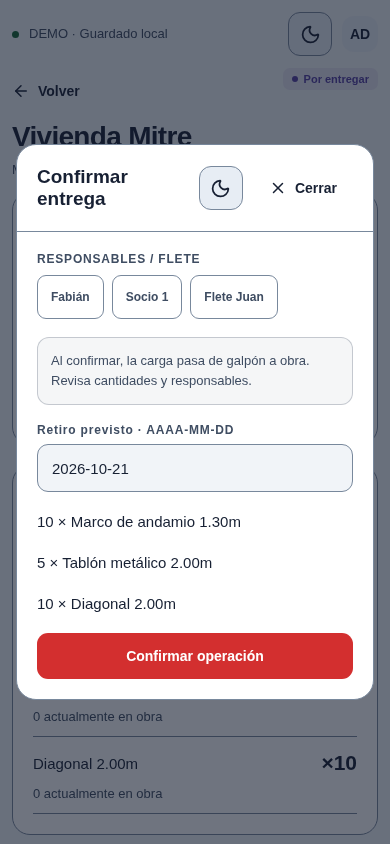 DEMO · Guardado local
AD
Volver
Por entregar
Vivienda Mitre
Confirmar
entrega
Cerrar
RESPONSABLES / FLETE
Fabián
Socio 1
Flete Juan
Al confirmar, la carga pasa de galpón a obra.
Revisa cantidades y responsables.
Retiro previsto · AAAA-MM-DD
2026-10-21
10 × Marco de andamio 1.30m
5 × Tablón metálico 2.00m
10 × Diagonal 2.00m
Confirmar operación
0 actualmente en obra
Diagonal 2.00m
×10
0 actualmente en obra